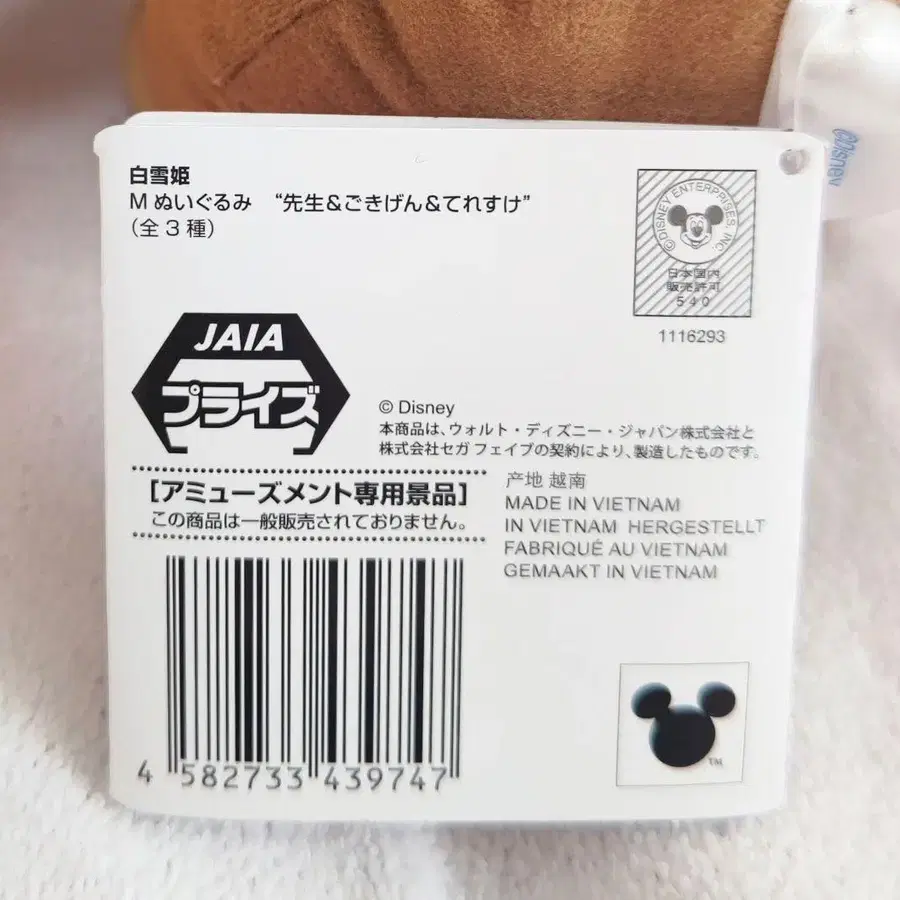 白雪姫
M ぬいぐるみ “先生&ごきげん&てれすけ”
(全3種)
©DISNEY ENTERPRISES, INC.
日本国内
販売許可
540
1116293
JAIA
プライズ
© Disney
本商品は、ウォルト・ディズニー・ジャパン株式会社と
株式会社セガ フェイブの契約により、製造したものです。
[アミューズメント専用景品]
この商品は一般販売されておりません。
产地 越南
MADE IN VIETNAM
IN VIETNAM HERGESTELLT
FABRIQUÉ AU VIETNAM
GEMAAKT IN VIETNAM
4 582733 439747
TM
©Disney